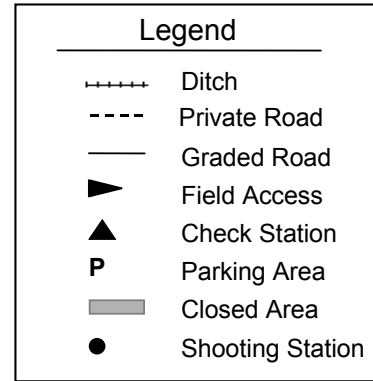 Legend
Ditch
Private Road
Graded Road
Field Access
Check Station
P Parking Area
Closed Area
Shooting Station